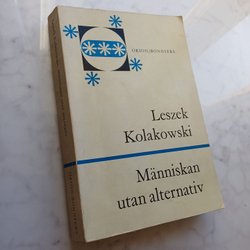 ORION/BONNIERS
Leszek
Kolakowski
Människan
utan alternativ